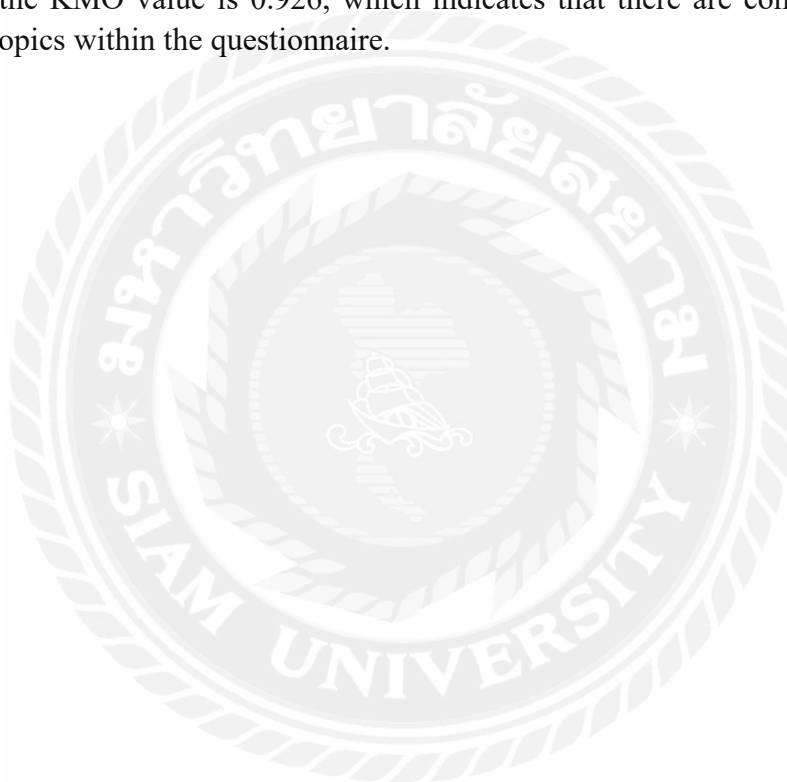 the KMO value is 0.926, which indicates that there are
opics within the questionnaire.
มหาวิทยาลัยสยาม
SIAM UNIVERSITY